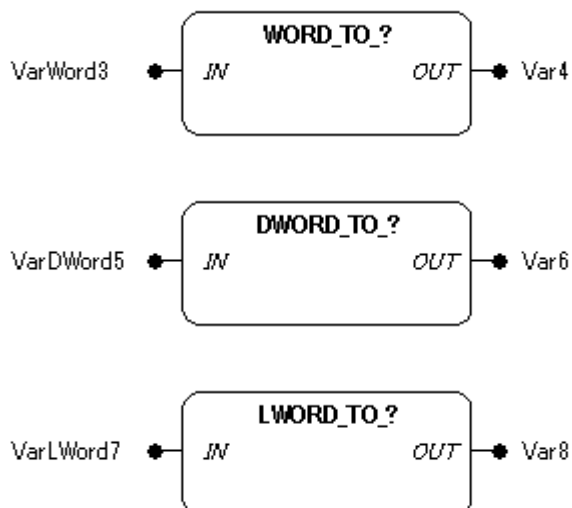 WORD_TO_?
VarWord3 IN OUT Var4
DWORD_TO_?
VarDWord5 IN OUT Var6
LWORD_TO_?
VarLWord7 IN OUT Var8